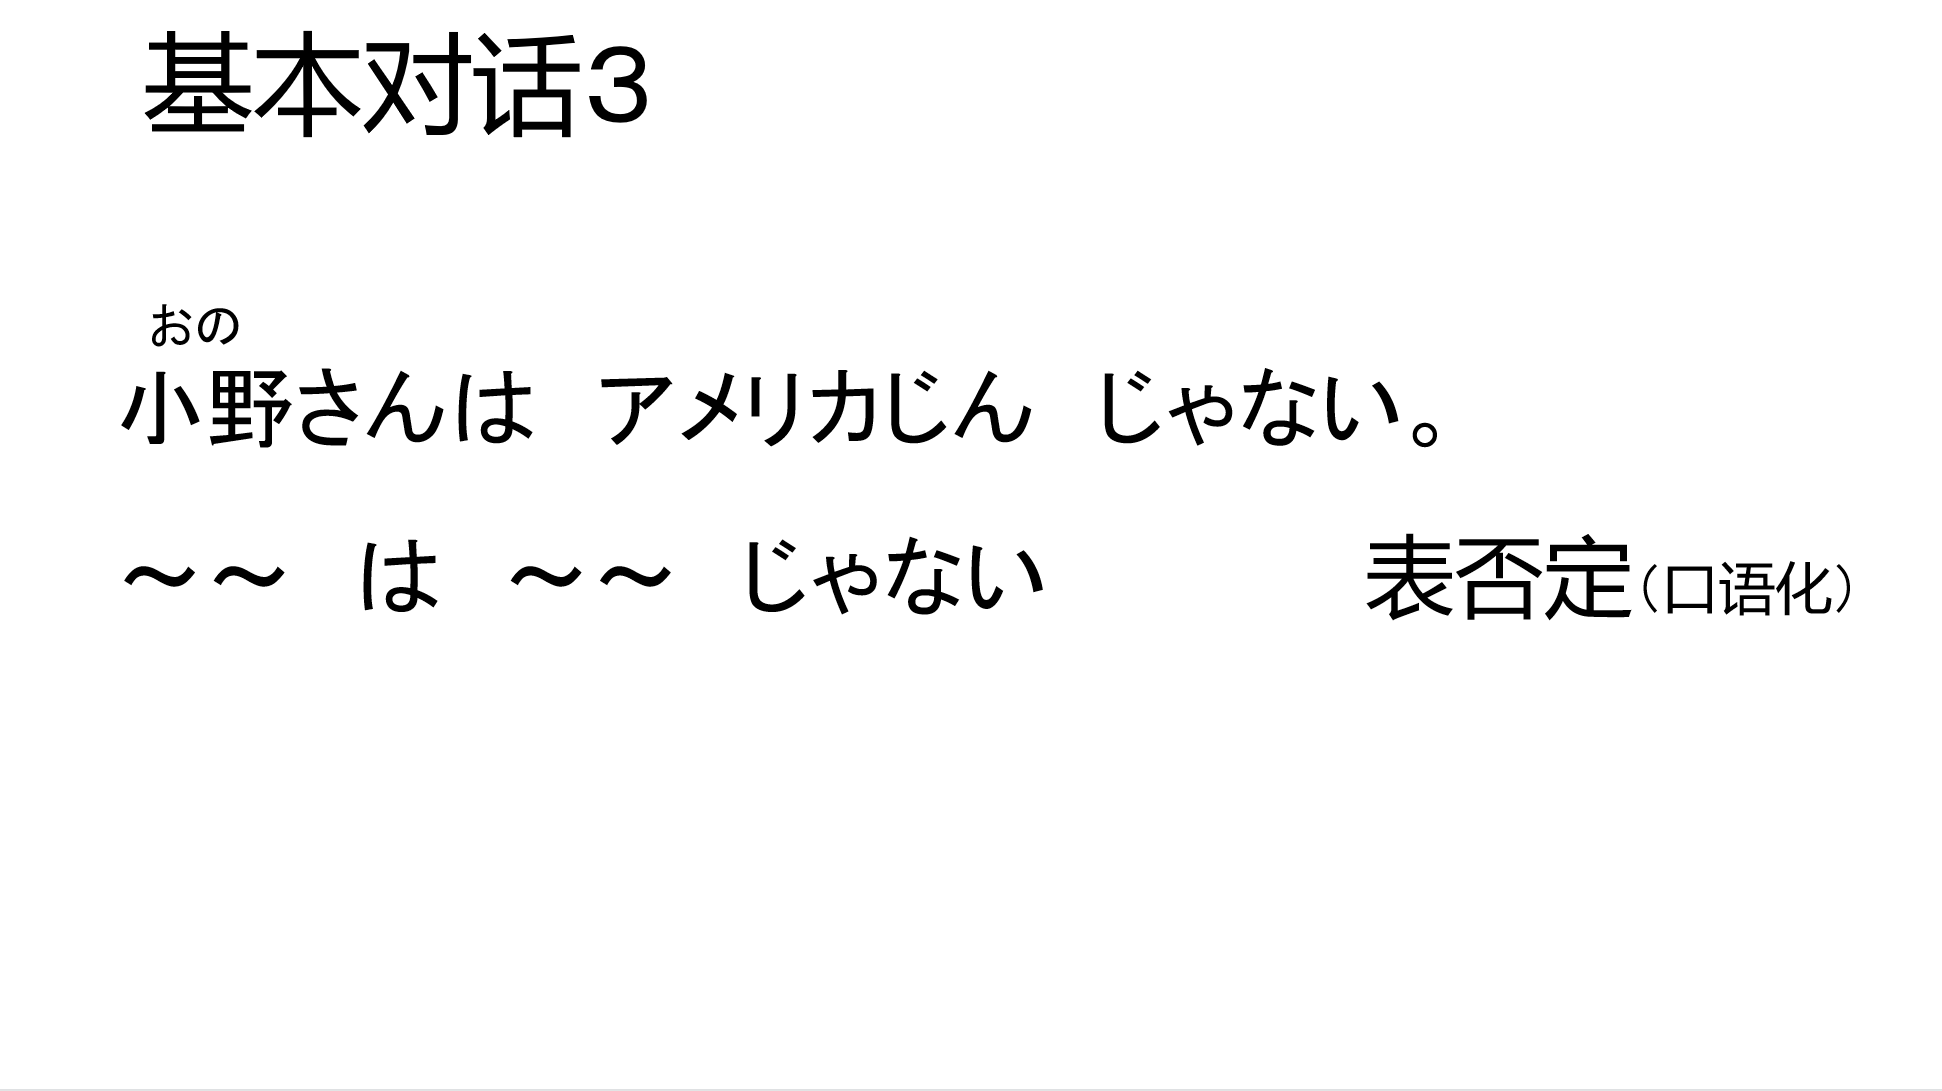 基本对话3
おの
小野さんは　アメリカじん　じゃない。
～～　は　～～　じゃない　　　　表否定（口语化）